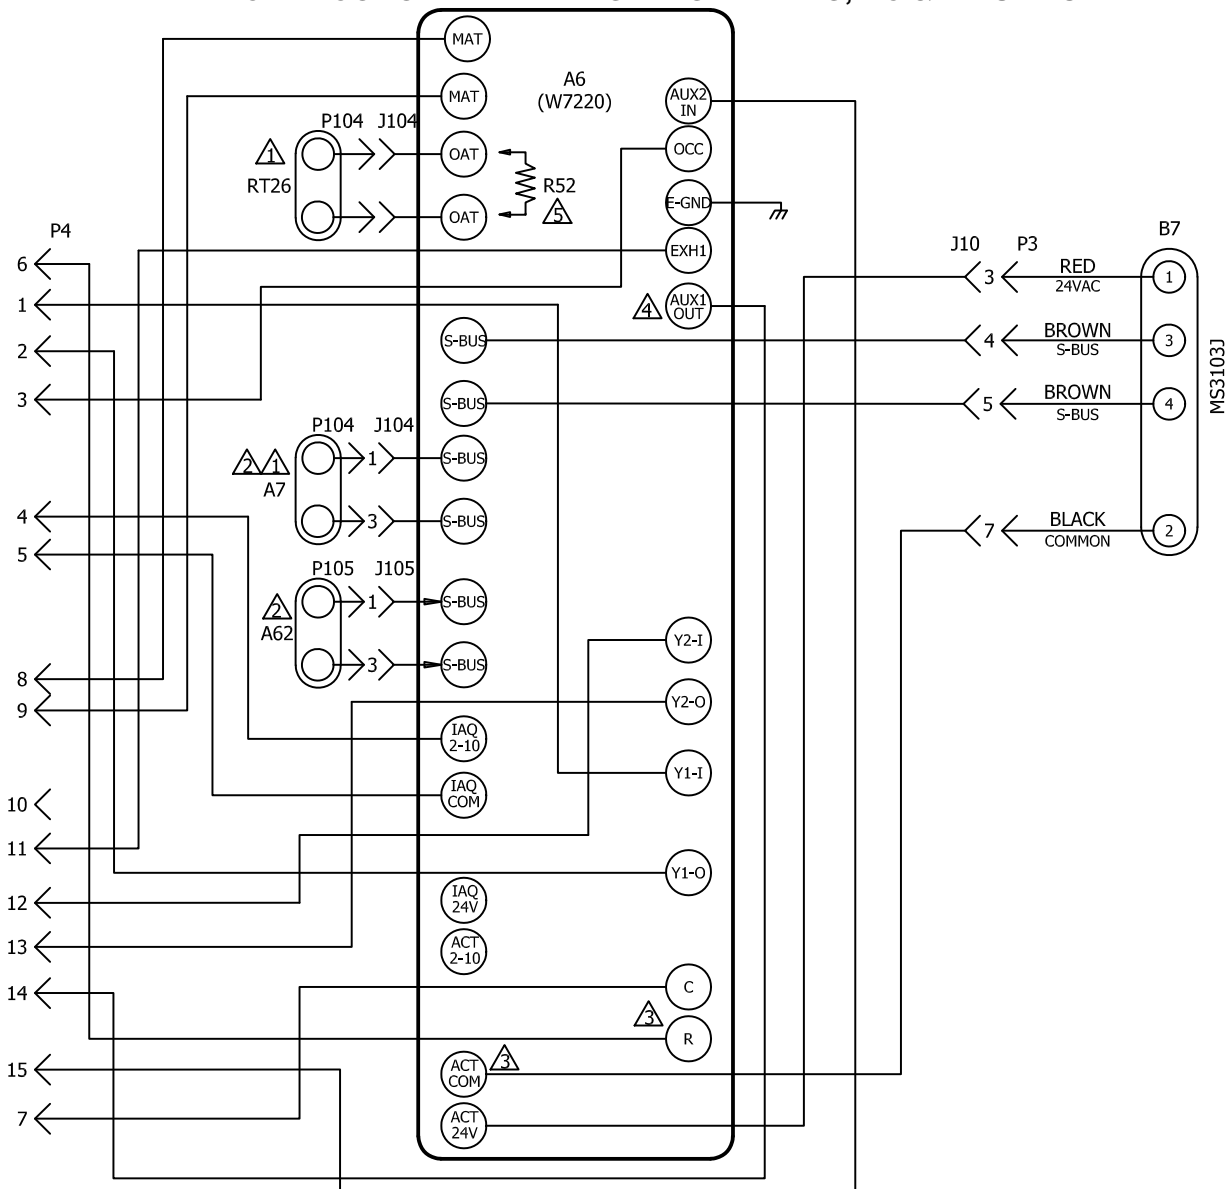 MAT
A6
(W7220)
MAT
AUX2
IN
P104 J104
1
OAT
OCC
RT26
R52
5
OAT
E-GND
P4
B7
EXH1
J10 P3
6
3
RED
24VAC
1
1
4
AUX1
OUT
S-BUS
4
BROWN
S-BUS
3
2
MS3103J
3
S-BUS
5
BROWN
S-BUS
4
P104 J104
2 1
1
S-BUS
A7
4
3
S-BUS
7
BLACK
COMMON
2
5
P105 J105
2
1
S-BUS
A62
Y2-I
8
3
S-BUS
9
Y2-O
IAQ
2-10
Y1-I
10
IAQ
COM
11
Y1-O
12
IAQ
24V
13
ACT
2-10
14
C
3
R
15
ACT
COM
3
7
ACT
24V